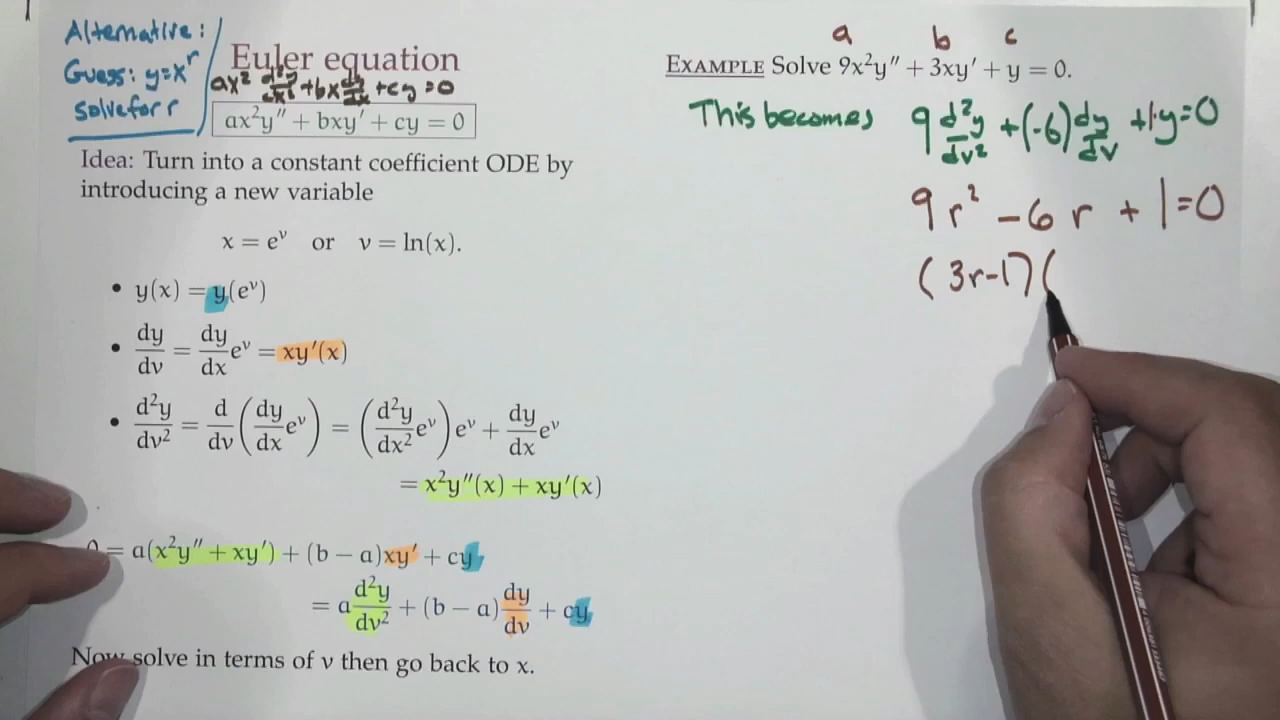 Alternative:
Guess: y=x^r
solve for r
Euler equation
ax² d²y/dx² + bx dy/dx + cy = 0
ax²y″ + bxy′ + cy = 0
Idea: Turn into a constant coefficient ODE by
introducing a new variable
x = e^v or v = ln(x).
• y(x) = y(e^v)
• dy/dv = dy/dx e^v = xy′(x)
• d²y/dv² = d/dv (dy/dx e^v) = (d²y/dx² e^v) e^v + dy/dx e^v
= x²y″(x) + xy′(x)
0 = a(x²y″ + xy′) + (b − a)xy′ + cy
= a d²y/dv² + (b − a) dy/dv + cy
Now solve in terms of v then go back to x.
a b c
EXAMPLE Solve 9x²y″ + 3xy′ + y = 0.
This becomes 9 d²y/dv² + (-6) dy/dv + 1·y = 0
9r² − 6r + 1 = 0
(3r−1)(